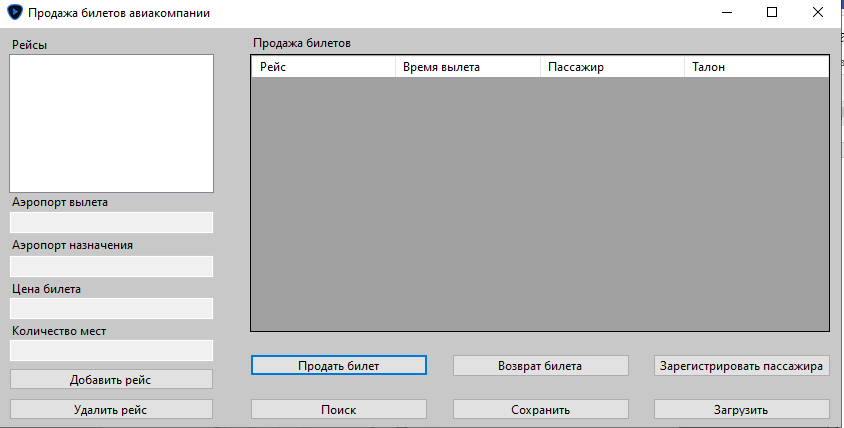 Продажа билетов авиакомпании
Рейсы
Аэропорт вылета
Аэропорт назначения
Цена билета
Количество мест
Добавить рейс
Удалить рейс
Продажа билетов
Рейс Время вылета Пассажир Талон
Продать билет Возврат билета Зарегистрировать пассажира
Поиск Сохранить Загрузить